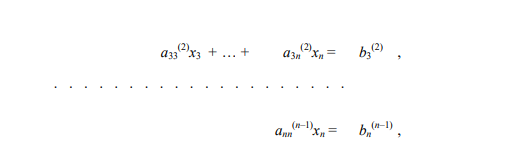 a₃₃⁽²⁾x₃ + … + a₃ₙ⁽²⁾xₙ = b₃⁽²⁾ ,
. . . . . . . . . . . . . . . . . . . .
aₙₙ⁽ⁿ⁻¹⁾xₙ = bₙ⁽ⁿ⁻¹⁾ ,